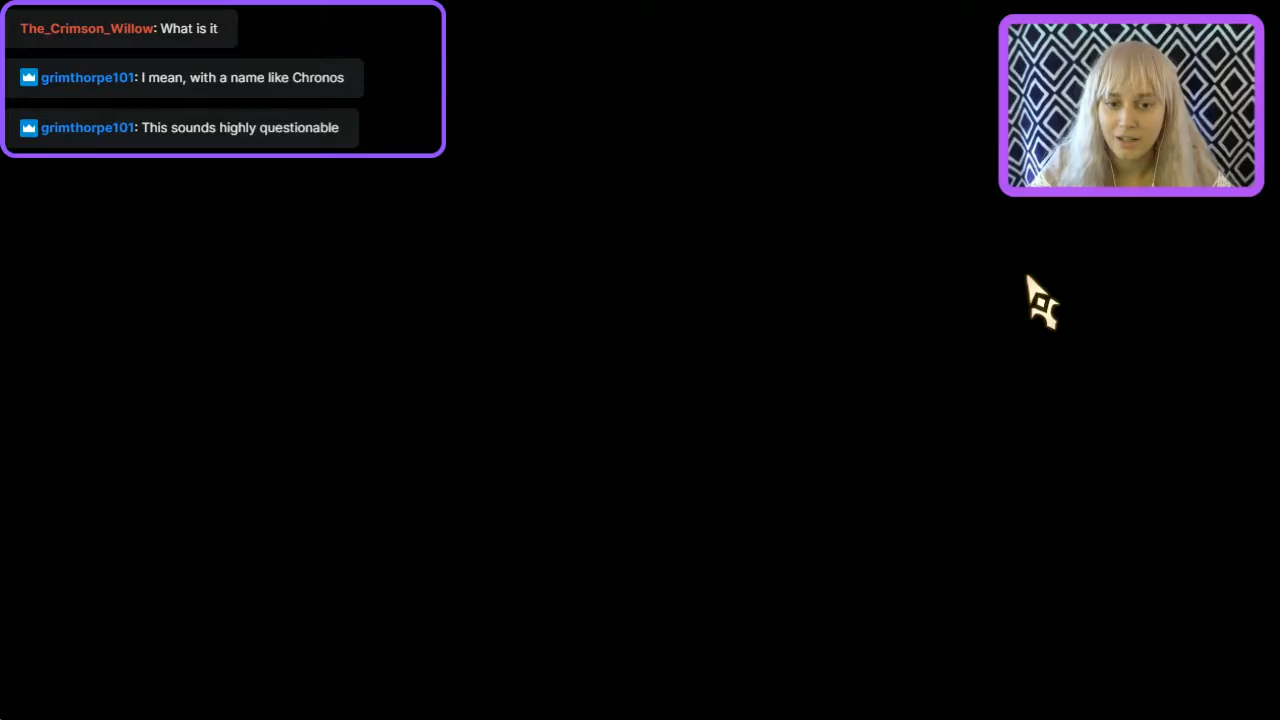 The_Crimson_Willow: What is it
grimthorpe101: I mean, with a name like Chronos
grimthorpe101: This sounds highly questionable